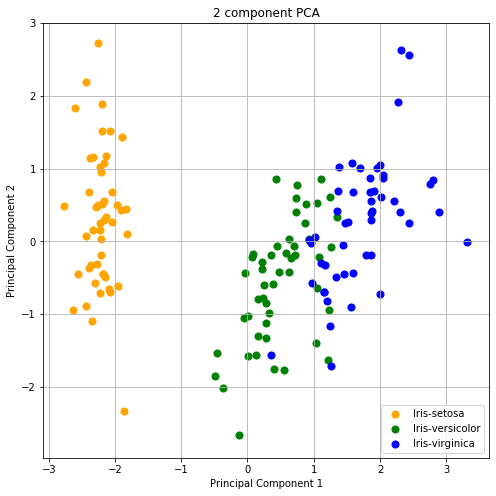 2 component PCA
3
2
1
0
−1
−2
Principal Component 2
−3
−2
−1
0
1
2
3
Principal Component 1
Iris-setosa
Iris-versicolor
Iris-virginica